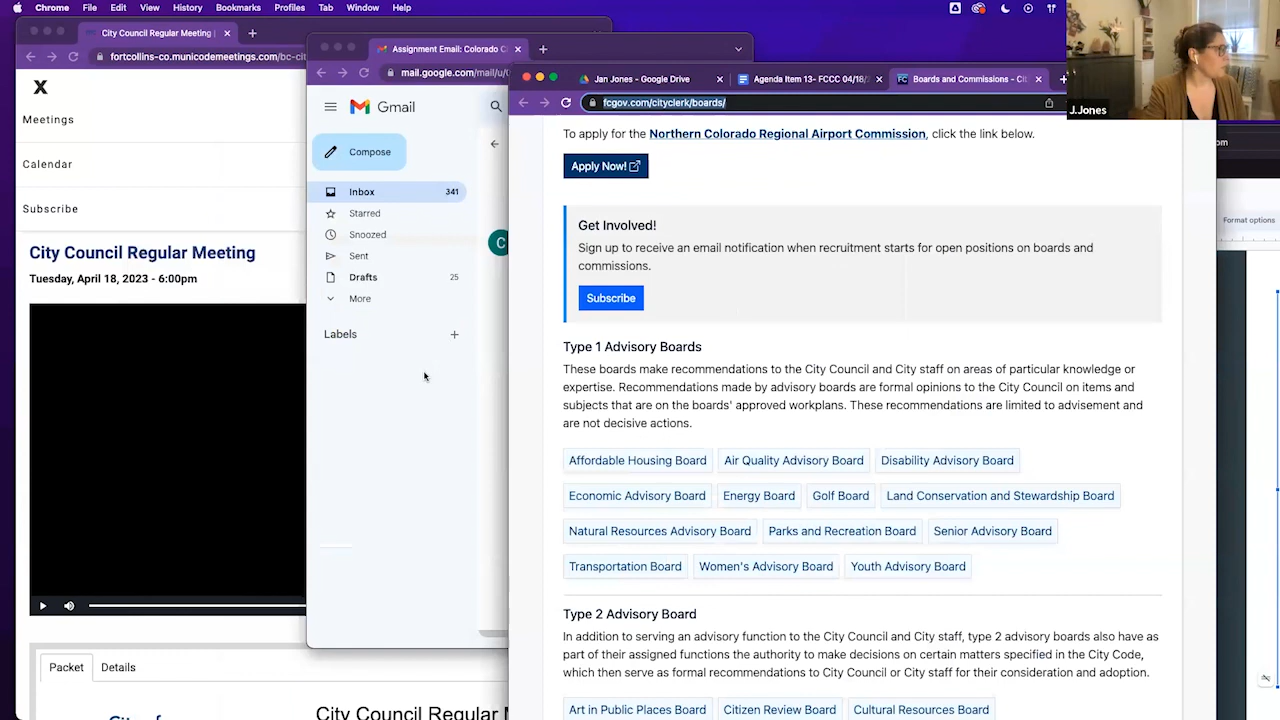 Chrome File Edit View History Bookmarks Profiles Tab Window Help
City Council Regular Meeting |
fortcollins-co.municodemeetings.com/bc-cit
X
Meetings
Calendar
Subscribe
City Council Regular Meeting
Tuesday, April 18, 2023 - 6:00pm
Packet Details
City Council Regular M
Assignment Email: Colorado C
mail.google.com/mail/u/0
Gmail
Compose
Inbox 341
Starred
Snoozed
Sent
Drafts 25
More
Labels
C
Jan Jones - Google Drive
Agenda Item 13- FCCC 04/18/
Boards and Commissions - Cit
fcgov.com/cityclerk/boards/
To apply for the Northern Colorado Regional Airport Commission, click the link below.
Apply Now!
Get Involved!
Sign up to receive an email notification when recruitment starts for open positions on boards and
commissions.
Subscribe
Type 1 Advisory Boards
These boards make recommendations to the City Council and City staff on areas of particular knowledge or
expertise. Recommendations made by advisory boards are formal opinions to the City Council on items and
subjects that are on the boards' approved workplans. These recommendations are limited to advisement and
are not decisive actions.
Affordable Housing Board Air Quality Advisory Board Disability Advisory Board
Economic Advisory Board Energy Board Golf Board Land Conservation and Stewardship Board
Natural Resources Advisory Board Parks and Recreation Board Senior Advisory Board
Transportation Board Women's Advisory Board Youth Advisory Board
Type 2 Advisory Board
In addition to serving an advisory function to the City Council and City staff, type 2 advisory boards also have as
part of their assigned functions the authority to make decisions on certain matters specified in the City Code,
which then serve as formal recommendations to City Council or City staff for their consideration and adoption.
Art in Public Places Board Citizen Review Board Cultural Resources Board
J.Jones
om
Format options